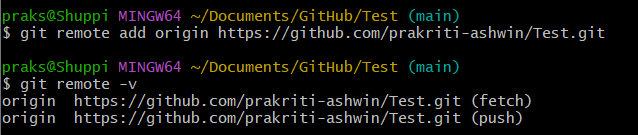 praks@Shuppi MINGW64 ~/Documents/GitHub/Test (main)
$ git remote add origin https://github.com/prakriti-ashwin/Test.git
praks@Shuppi MINGW64 ~/Documents/GitHub/Test (main)
$ git remote -v
origin  https://github.com/prakriti-ashwin/Test.git (fetch)
origin  https://github.com/prakriti-ashwin/Test.git (push)